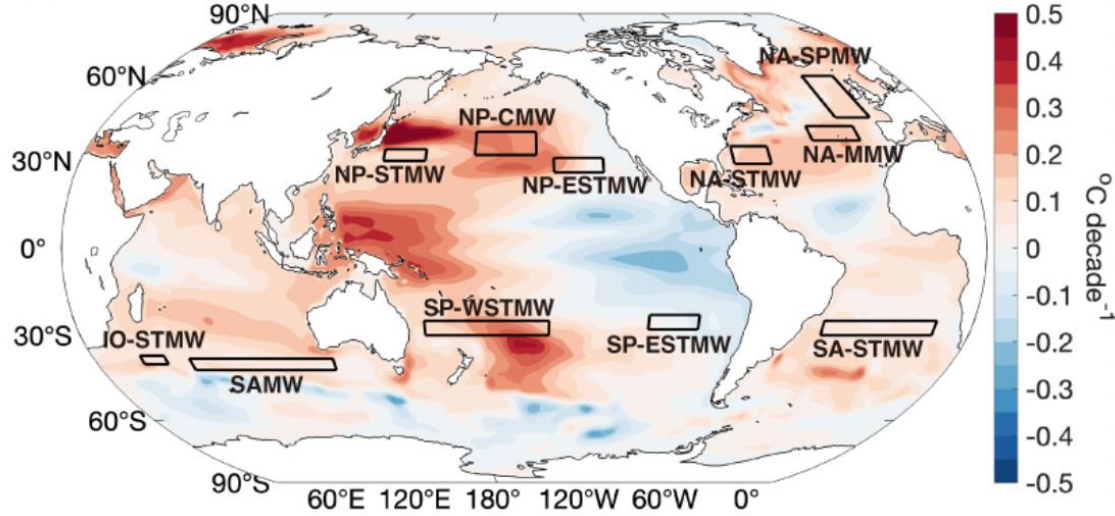 90°N
60°N
30°N
0°
30°S
60°S
90°S
60°E 120°E 180° 120°W 60°W 0°
NA-SPMW
NP-CMW
NA-MMW
NP-STMW
NP-ESTMW
NA-STMW
SP-WSTMW
IO-STMW
SP-ESTMW
SA-STMW
SAMW
0.5
0.4
0.3
0.2
0.1
0
-0.1
-0.2
-0.3
-0.4
-0.5
°C decade⁻¹